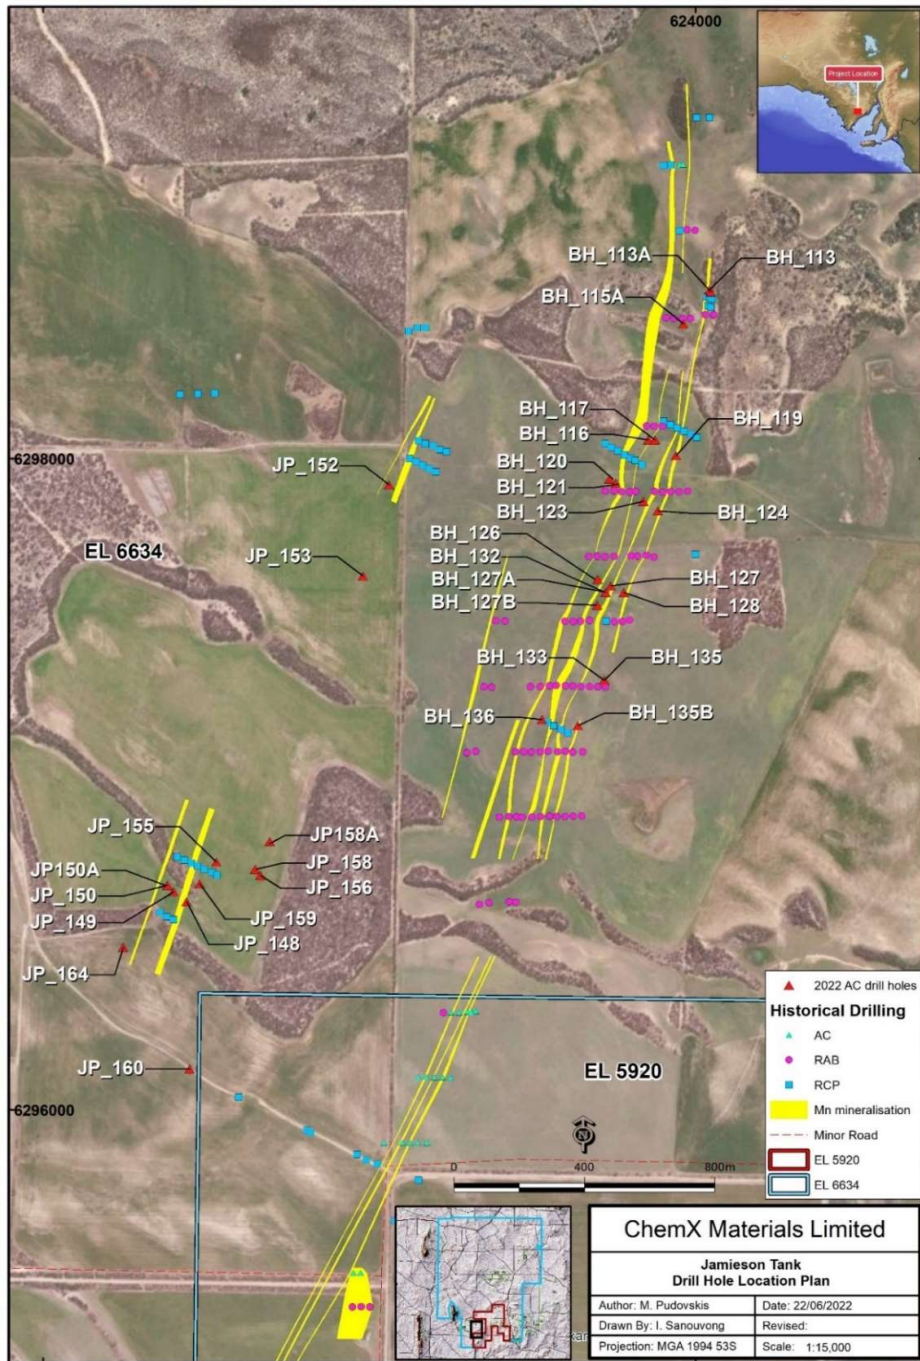 624000
Project Location
BH_113A
BH_113
BH_115A
BH_117
BH_119
BH_116
6298000
JP_152
BH_120
BH_121
BH_123
BH_124
BH_126
EL 6634
BH_132
JP_153
BH_127A
BH_127
BH_127B
BH_128
BH_133
BH_135
BH_136
BH_135B
JP_155
JP158A
JP150A
JP_158
JP_150
JP_156
JP_149
JP_159
JP_148
JP_164
JP_160
EL 5920
6296000
N
0
800m
2022 AC drill holes
Historical Drilling
AC
RAB
RCP
Mn mineralisation
Minor Road
EL 5920
EL 6634
ChemX Materials Limited
Jamieson Tank
Drill Hole Location Plan
Author: M. Pudovskis
Date: 22/06/2022
Drawn By: I. Sanouvong
Revised:
Projection: MGA 1994 53S
Scale: 1:15,000